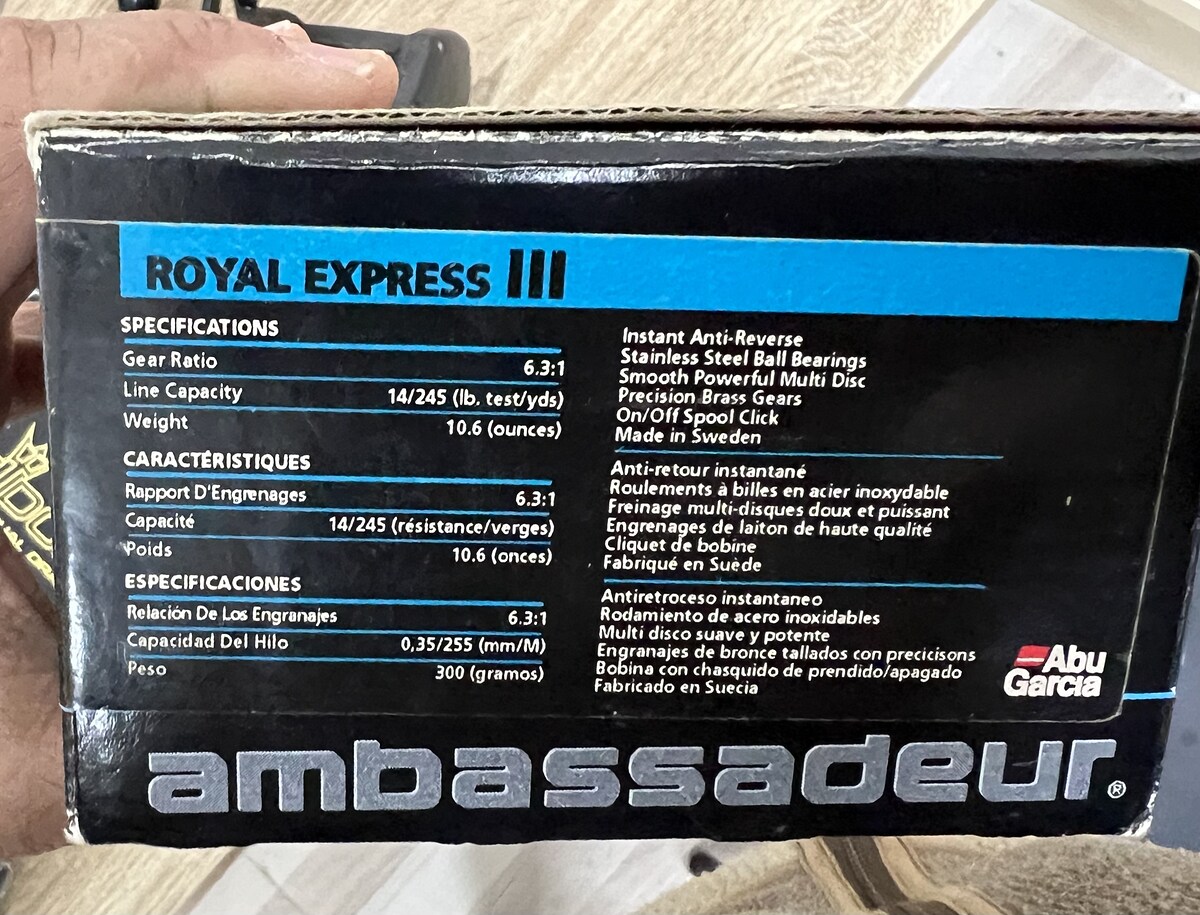 ROYAL EXPRESS III
SPECIFICATIONS
Gear Ratio 6.3:1
Line Capacity 14/245 (lb. test/yds)
Weight 10.6 (ounces)
CARACTÉRISTIQUES
Rapport D'Engrenages 6.3:1
Capacité 14/245 (résistance/verges)
Poids 10.6 (onces)
ESPECIFICACIONES
Relación De Los Engranajes 6.3:1
Capacidad Del Hilo 0,35/255 (mm/M)
Peso 300 (gramos)
Instant Anti-Reverse
Stainless Steel Ball Bearings
Smooth Powerful Multi Disc
Precision Brass Gears
On/Off Spool Click
Made in Sweden
Anti-retour instantané
Roulements à billes en acier inoxydable
Freinage multi-disques doux et puissant
Engrenages de laiton de haute qualité
Cliquet de bobine
Fabriqué en Suède
Antiretroceso instantaneo
Rodamiento de acero inoxidables
Multi disco suave y potente
Engranajes de bronce tallados con precicisons
Bobina con chasquido de prendido/apagado
Fabricado en Suecia
Abu
Garcia
ambassadeur®